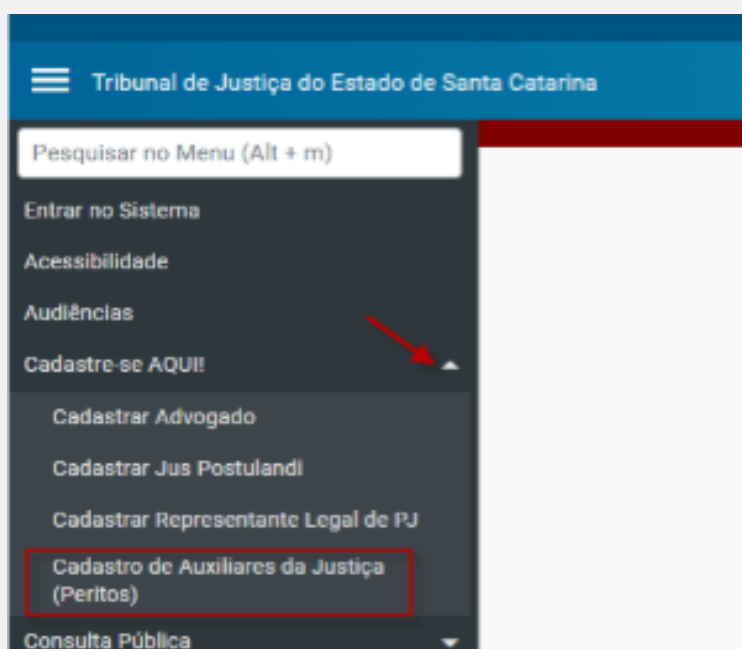 Tribunal de Justiça do Estado de Santa Catarina
Pesquisar no Menu (Alt + m)
Entrar no Sistema
Acessibilidade
Audiências
Cadastre-se AQUI!
Cadastrar Advogado
Cadastrar Jus Postulandi
Cadastrar Representante Legal de PJ
Cadastro de Auxiliares da Justiça
(Peritos)
Consulta Pública